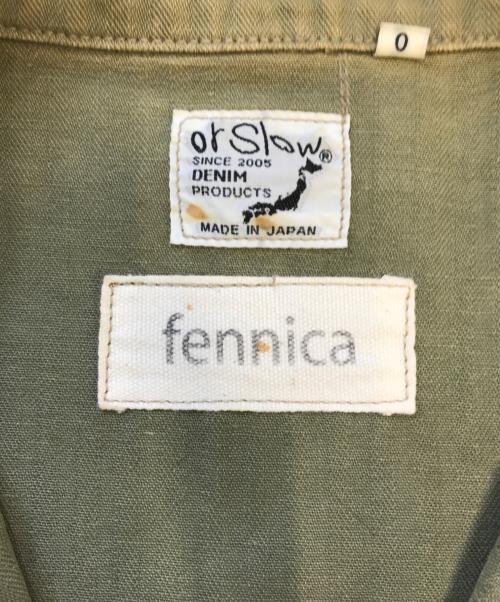 0
orSlow®
SINCE 2005
DENIM
PRODUCTS
MADE IN JAPAN
fennica